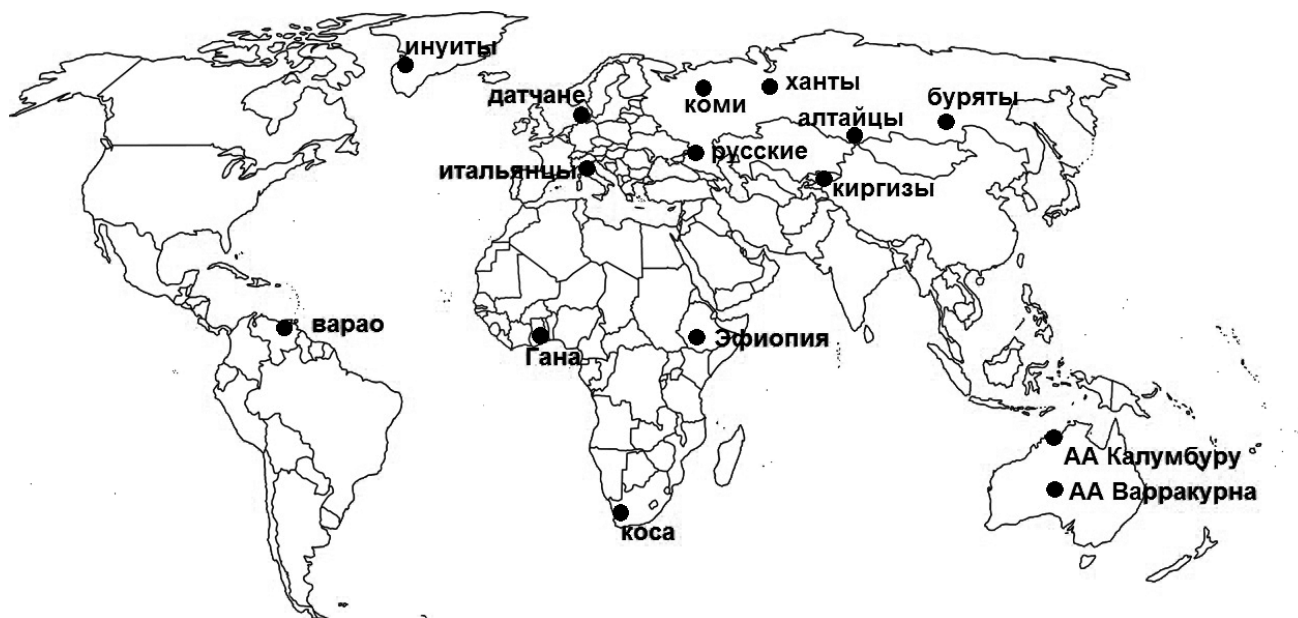 инуиты
датчане
коми
ханты
буряты
алтайцы
русские
итальянцы
киргизы
варао
Гана
Эфиопия
АА Калумбуру
АА Варракурна
коса